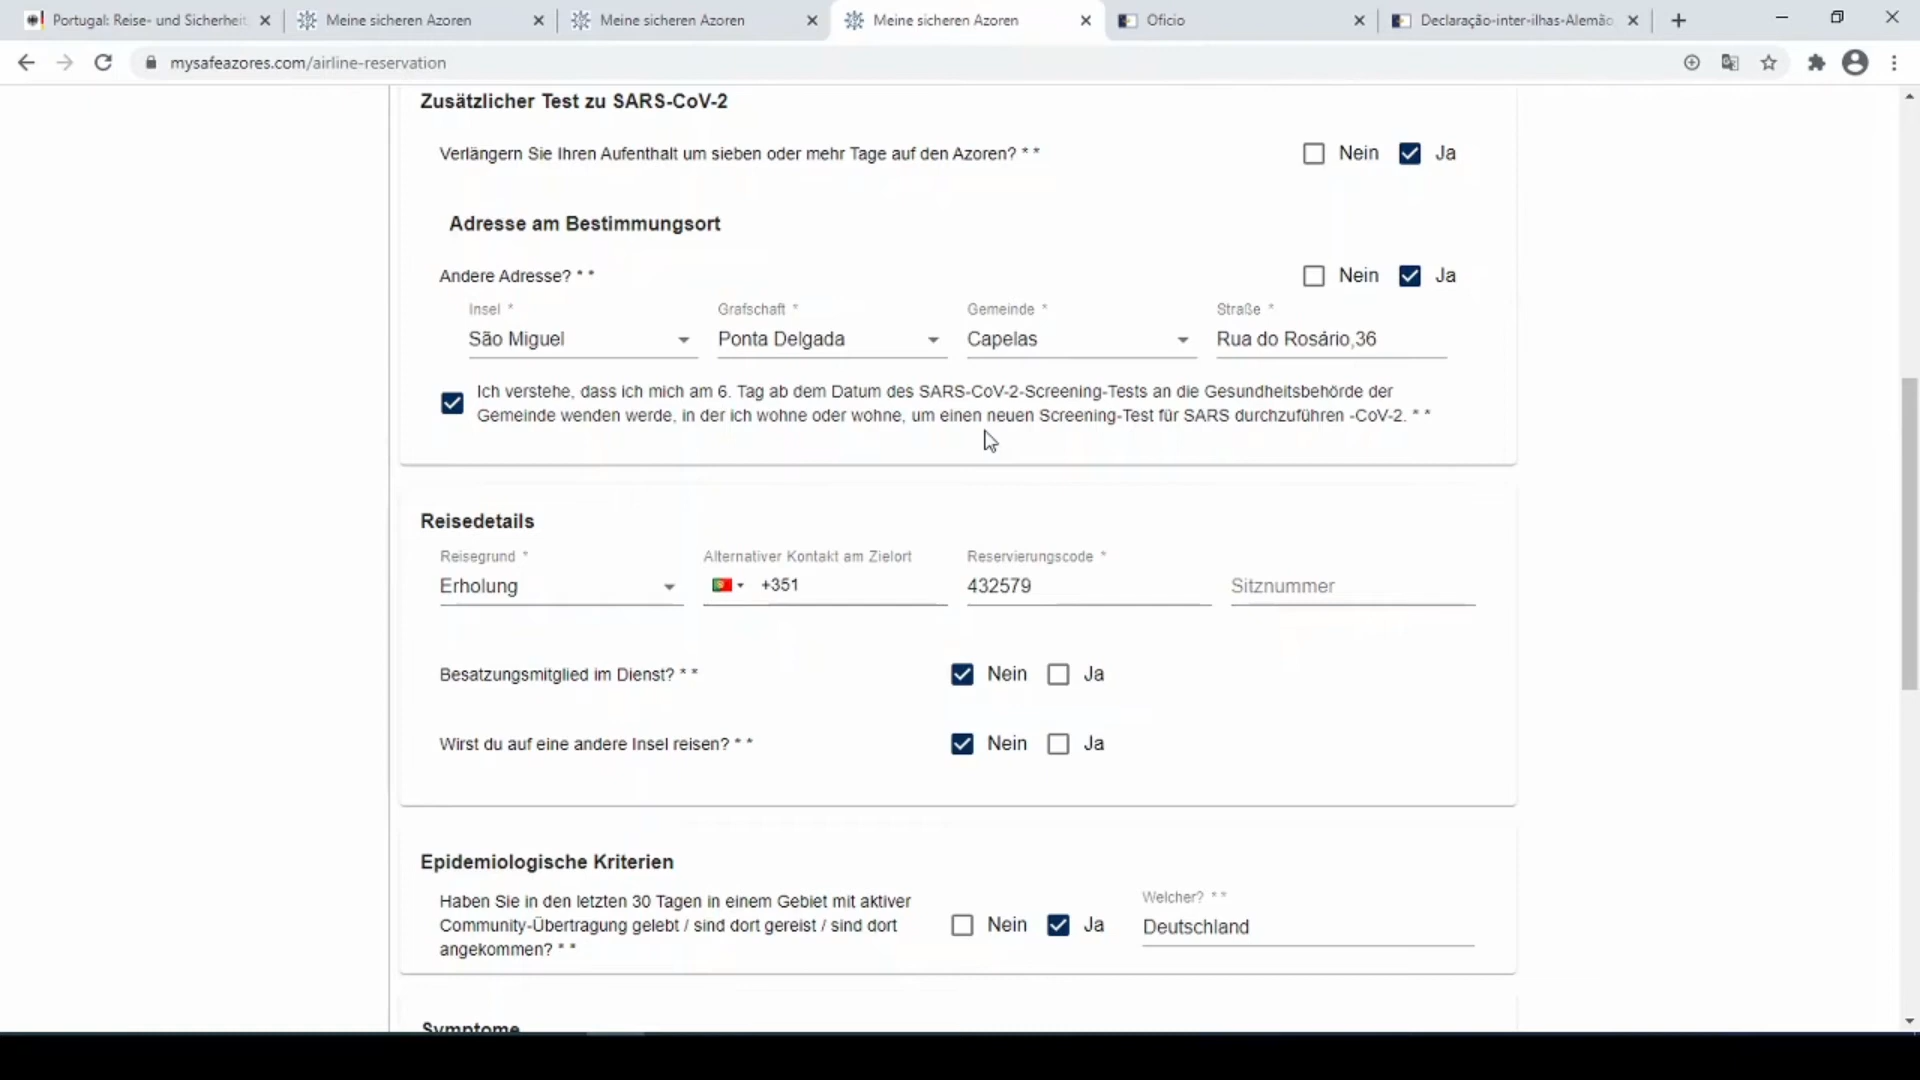 Portugal: Reise- und Sicherheit
Meine sicheren Azoren
Meine sicheren Azoren
Meine sicheren Azoren
Oficio
Declaração-inter-ilhas-Alemão
mysafeazores.com/airline-reservation
Zusätzlicher Test zu SARS-CoV-2
Verlängern Sie Ihren Aufenthalt um sieben oder mehr Tage auf den Azoren? * *
Nein
Ja
Adresse am Bestimmungsort
Andere Adresse? * *
Nein
Ja
Insel *
Grafschaft *
Gemeinde *
Straße *
São Miguel
Ponta Delgada
Capelas
Rua do Rosário,36
Ich verstehe, dass ich mich am 6. Tag ab dem Datum des SARS-CoV-2-Screening-Tests an die Gesundheitsbehörde der
Gemeinde wenden werde, in der ich wohne oder wohne, um einen neuen Screening-Test für SARS durchzuführen -CoV-2. * *
Reisedetails
Reisegrund *
Alternativer Kontakt am Zielort
Reservierungscode *
Erholung
+351
432579
Sitznummer
Besatzungsmitglied im Dienst? * *
Nein
Ja
Wirst du auf eine andere Insel reisen? * *
Nein
Ja
Epidemiologische Kriterien
Haben Sie in den letzten 30 Tagen in einem Gebiet mit aktiver
Community-Übertragung gelebt / sind dort gereist / sind dort
angekommen? * *
Nein
Ja
Welcher? * *
Deutschland
Symptome